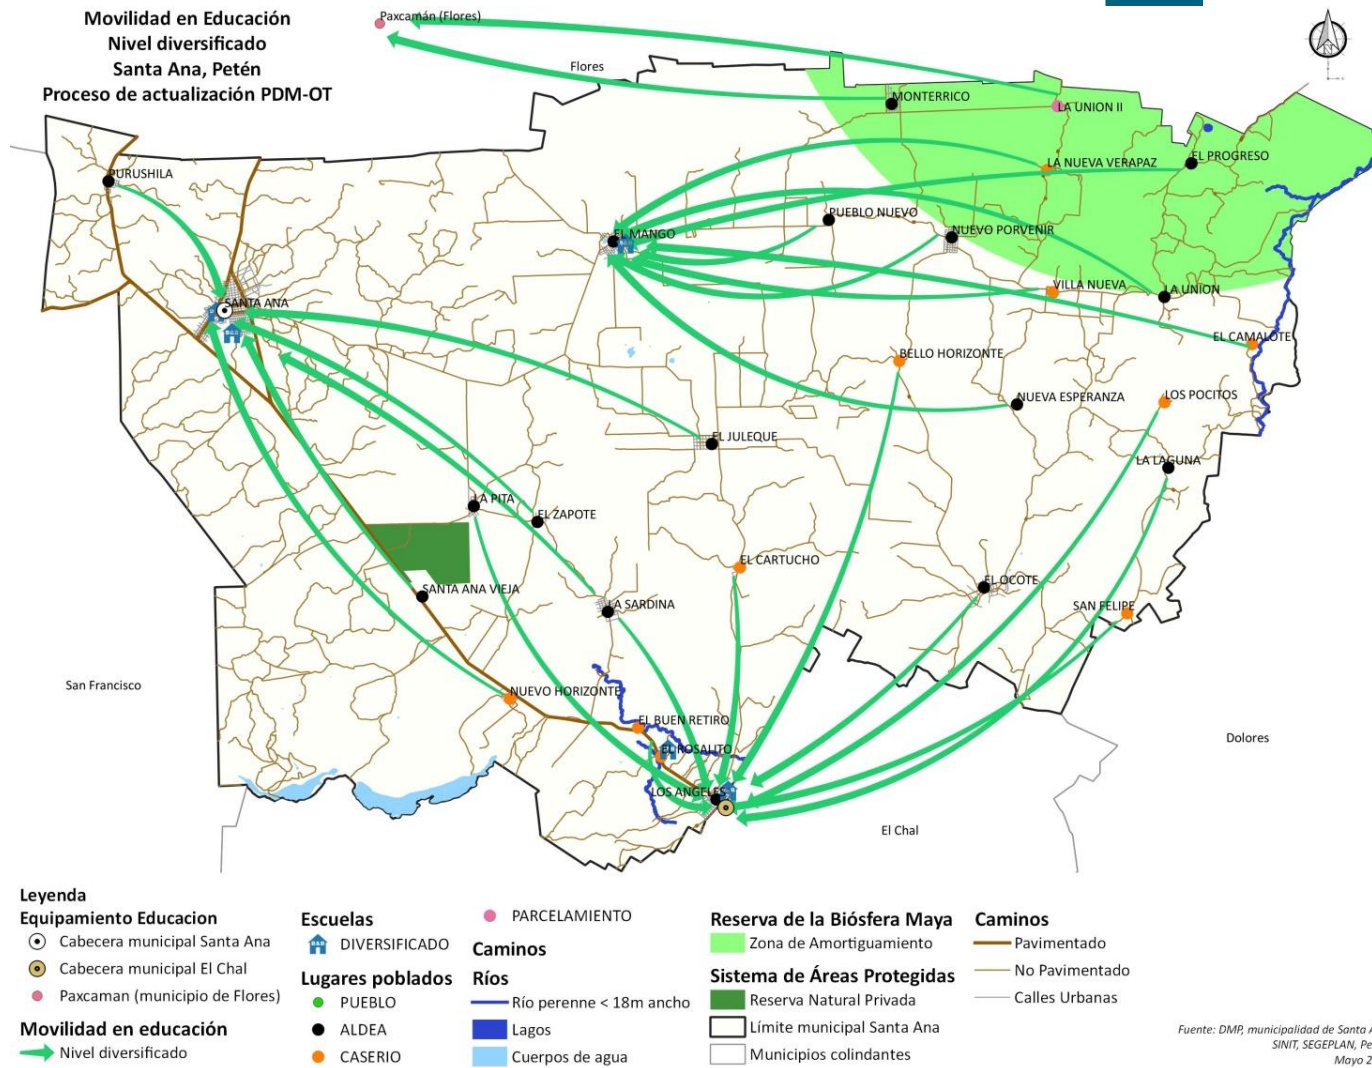 Movilidad en Educación
Nivel diversificado
Santa Ana, Petén
Proceso de actualización PDM-OT
Paxcamán (Flores)
Flores
MONTERRICO
LA UNION II
PURUSHILA
LA NUEVA VERAPAZ
EL PROGRESO
PUEBLO NUEVO
EL MANGO
NUEVO PORVENIR
SANTA ANA
VILLA NUEVA
LA UNION
EL CAMALOTE
BELLO HORIZONTE
NUEVA ESPERANZA
LOS POCITOS
EL JULEQUE
LA LAGUNA
LA PITA
EL ZAPOTE
EL CARTUCHO
EL OCOTE
SANTA ANA VIEJA
LA SARDINA
SAN FELIPE
San Francisco
NUEVO HORIZONTE
EL BUEN RETIRO
EL ROSALITO
Dolores
LOS ANGELES
El Chal
Leyenda
Equipamiento Educacion
Cabecera municipal Santa Ana
Cabecera municipal El Chal
Paxcaman (municipio de Flores)
Movilidad en educación
Nivel diversificado
Escuelas
DIVERSIFICADO
Lugares poblados
PUEBLO
ALDEA
CASERIO
PARCELAMIENTO
Caminos
Ríos
Río perenne < 18m ancho
Lagos
Cuerpos de agua
Reserva de la Biósfera Maya
Zona de Amortiguamiento
Sistema de Áreas Protegidas
Reserva Natural Privada
Límite municipal Santa Ana
Municipios colindantes
Caminos
Pavimentado
No Pavimentado
Calles Urbanas
Fuente: DMP, municipalidad de Santa
SINIT, SEGEPLAN,
Mayo